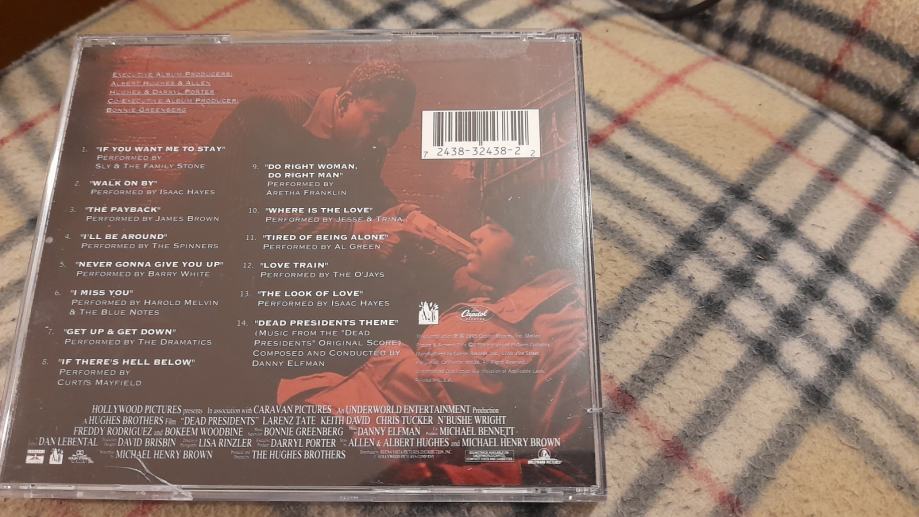 EXECUTIVE ALBUM PRODUCERS:
ALBERT HUGHES & ALLEN
HUGHES & DARRYL PORTER
CO-EXECUTIVE ALBUM PRODUCER:
BONNIE GREENBERG
7 2438-32438-2 2
1. "IF YOU WANT ME TO STAY"
PERFORMED BY
SLY & THE FAMILY STONE
2. "WALK ON BY"
PERFORMED BY ISAAC HAYES
3. "THE PAYBACK"
PERFORMED BY JAMES BROWN
4. "I'LL BE AROUND"
PERFORMED BY THE SPINNERS
5. "NEVER GONNA GIVE YOU UP"
PERFORMED BY BARRY WHITE
6. "I MISS YOU"
PERFORMED BY HAROLD MELVIN
& THE BLUE NOTES
7. "GET UP & GET DOWN"
PERFORMED BY THE DRAMATICS
8. "IF THERE'S HELL BELOW"
PERFORMED BY
CURTIS MAYFIELD
9. "DO RIGHT WOMAN,
DO RIGHT MAN"
PERFORMED BY
ARETHA FRANKLIN
10. "WHERE IS THE LOVE"
PERFORMED BY JESSE & TRINA
11. "TIRED OF BEING ALONE"
PERFORMED BY AL GREEN
12. "LOVE TRAIN"
PERFORMED BY THE O'JAYS
13. "THE LOOK OF LOVE"
PERFORMED BY ISAAC HAYES
14. "DEAD PRESIDENTS THEME"
(MUSIC FROM THE "DEAD
PRESIDENTS" ORIGINAL SCORE)
COMPOSED AND CONDUCTED BY
DANNY ELFMAN
Capitol
HOLLYWOOD PICTURES presents In association with CARAVAN PICTURES An UNDERWORLD ENTERTAINMENT Production
A HUGHES BROTHERS Film "DEAD PRESIDENTS" LARENZ TATE KEITH DAVID CHRIS TUCKER N'BUSHE WRIGHT
FREDDY RODRIGUEZ and BOKEEM WOODBINE BONNIE GREENBERG DANNY ELFMAN MICHAEL BENNETT
DAN LEBENTAL DAVID BRISBIN LISA RINZLER DARRYL PORTER ALLEN & ALBERT HUGHES and MICHAEL HENRY BROWN
MICHAEL HENRY BROWN THE HUGHES BROTHERS